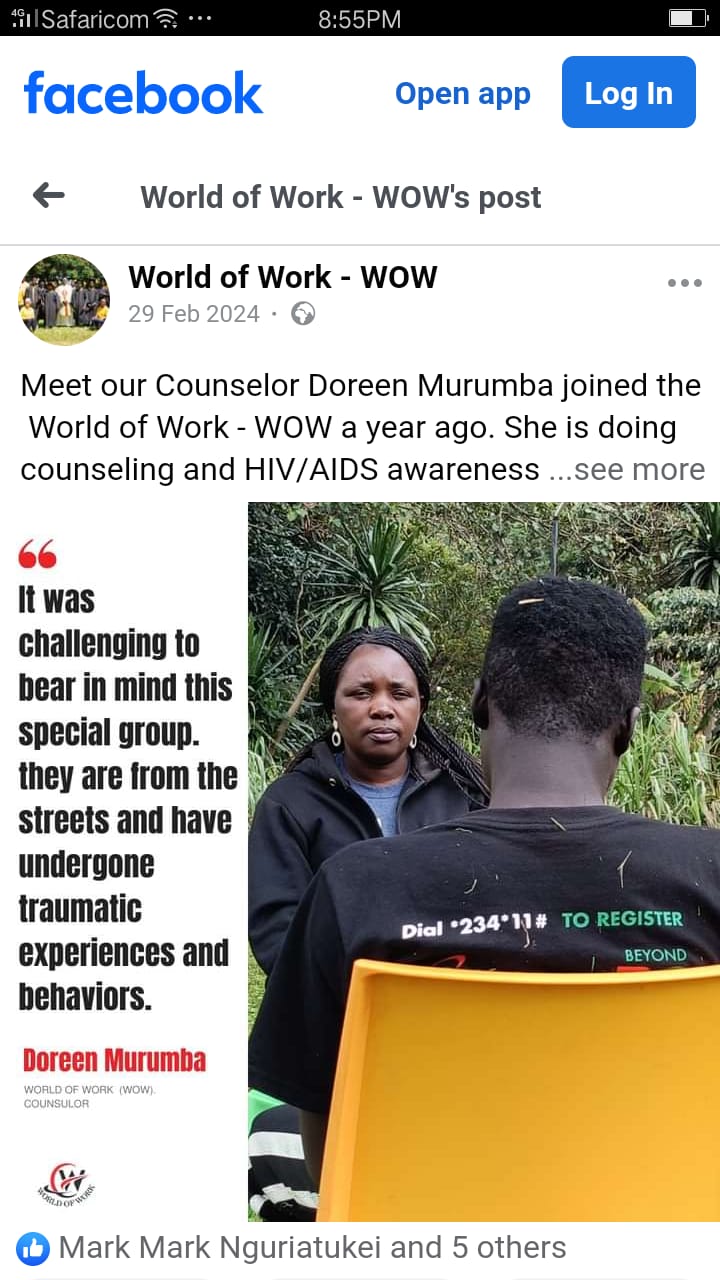 4G Safaricom ... 8:55PM
facebook Open app Log In
World of Work - WOW's post
World of Work - WOW
29 Feb 2024 ·
Meet our Counselor Doreen Murumba joined the
World of Work - WOW a year ago. She is doing
counseling and HIV/AIDS awareness ...see more
“
It was
challenging to
bear in mind this
special group.
they are from the
streets and have
undergone
traumatic
experiences and
behaviors.
Doreen Murumba
WORLD OF WORK (WOW).
COUNSULOR
W
WORLD OF WORK
Dial *234*11# TO REGISTER
BEYOND
Mark Mark Nguriatukei and 5 others